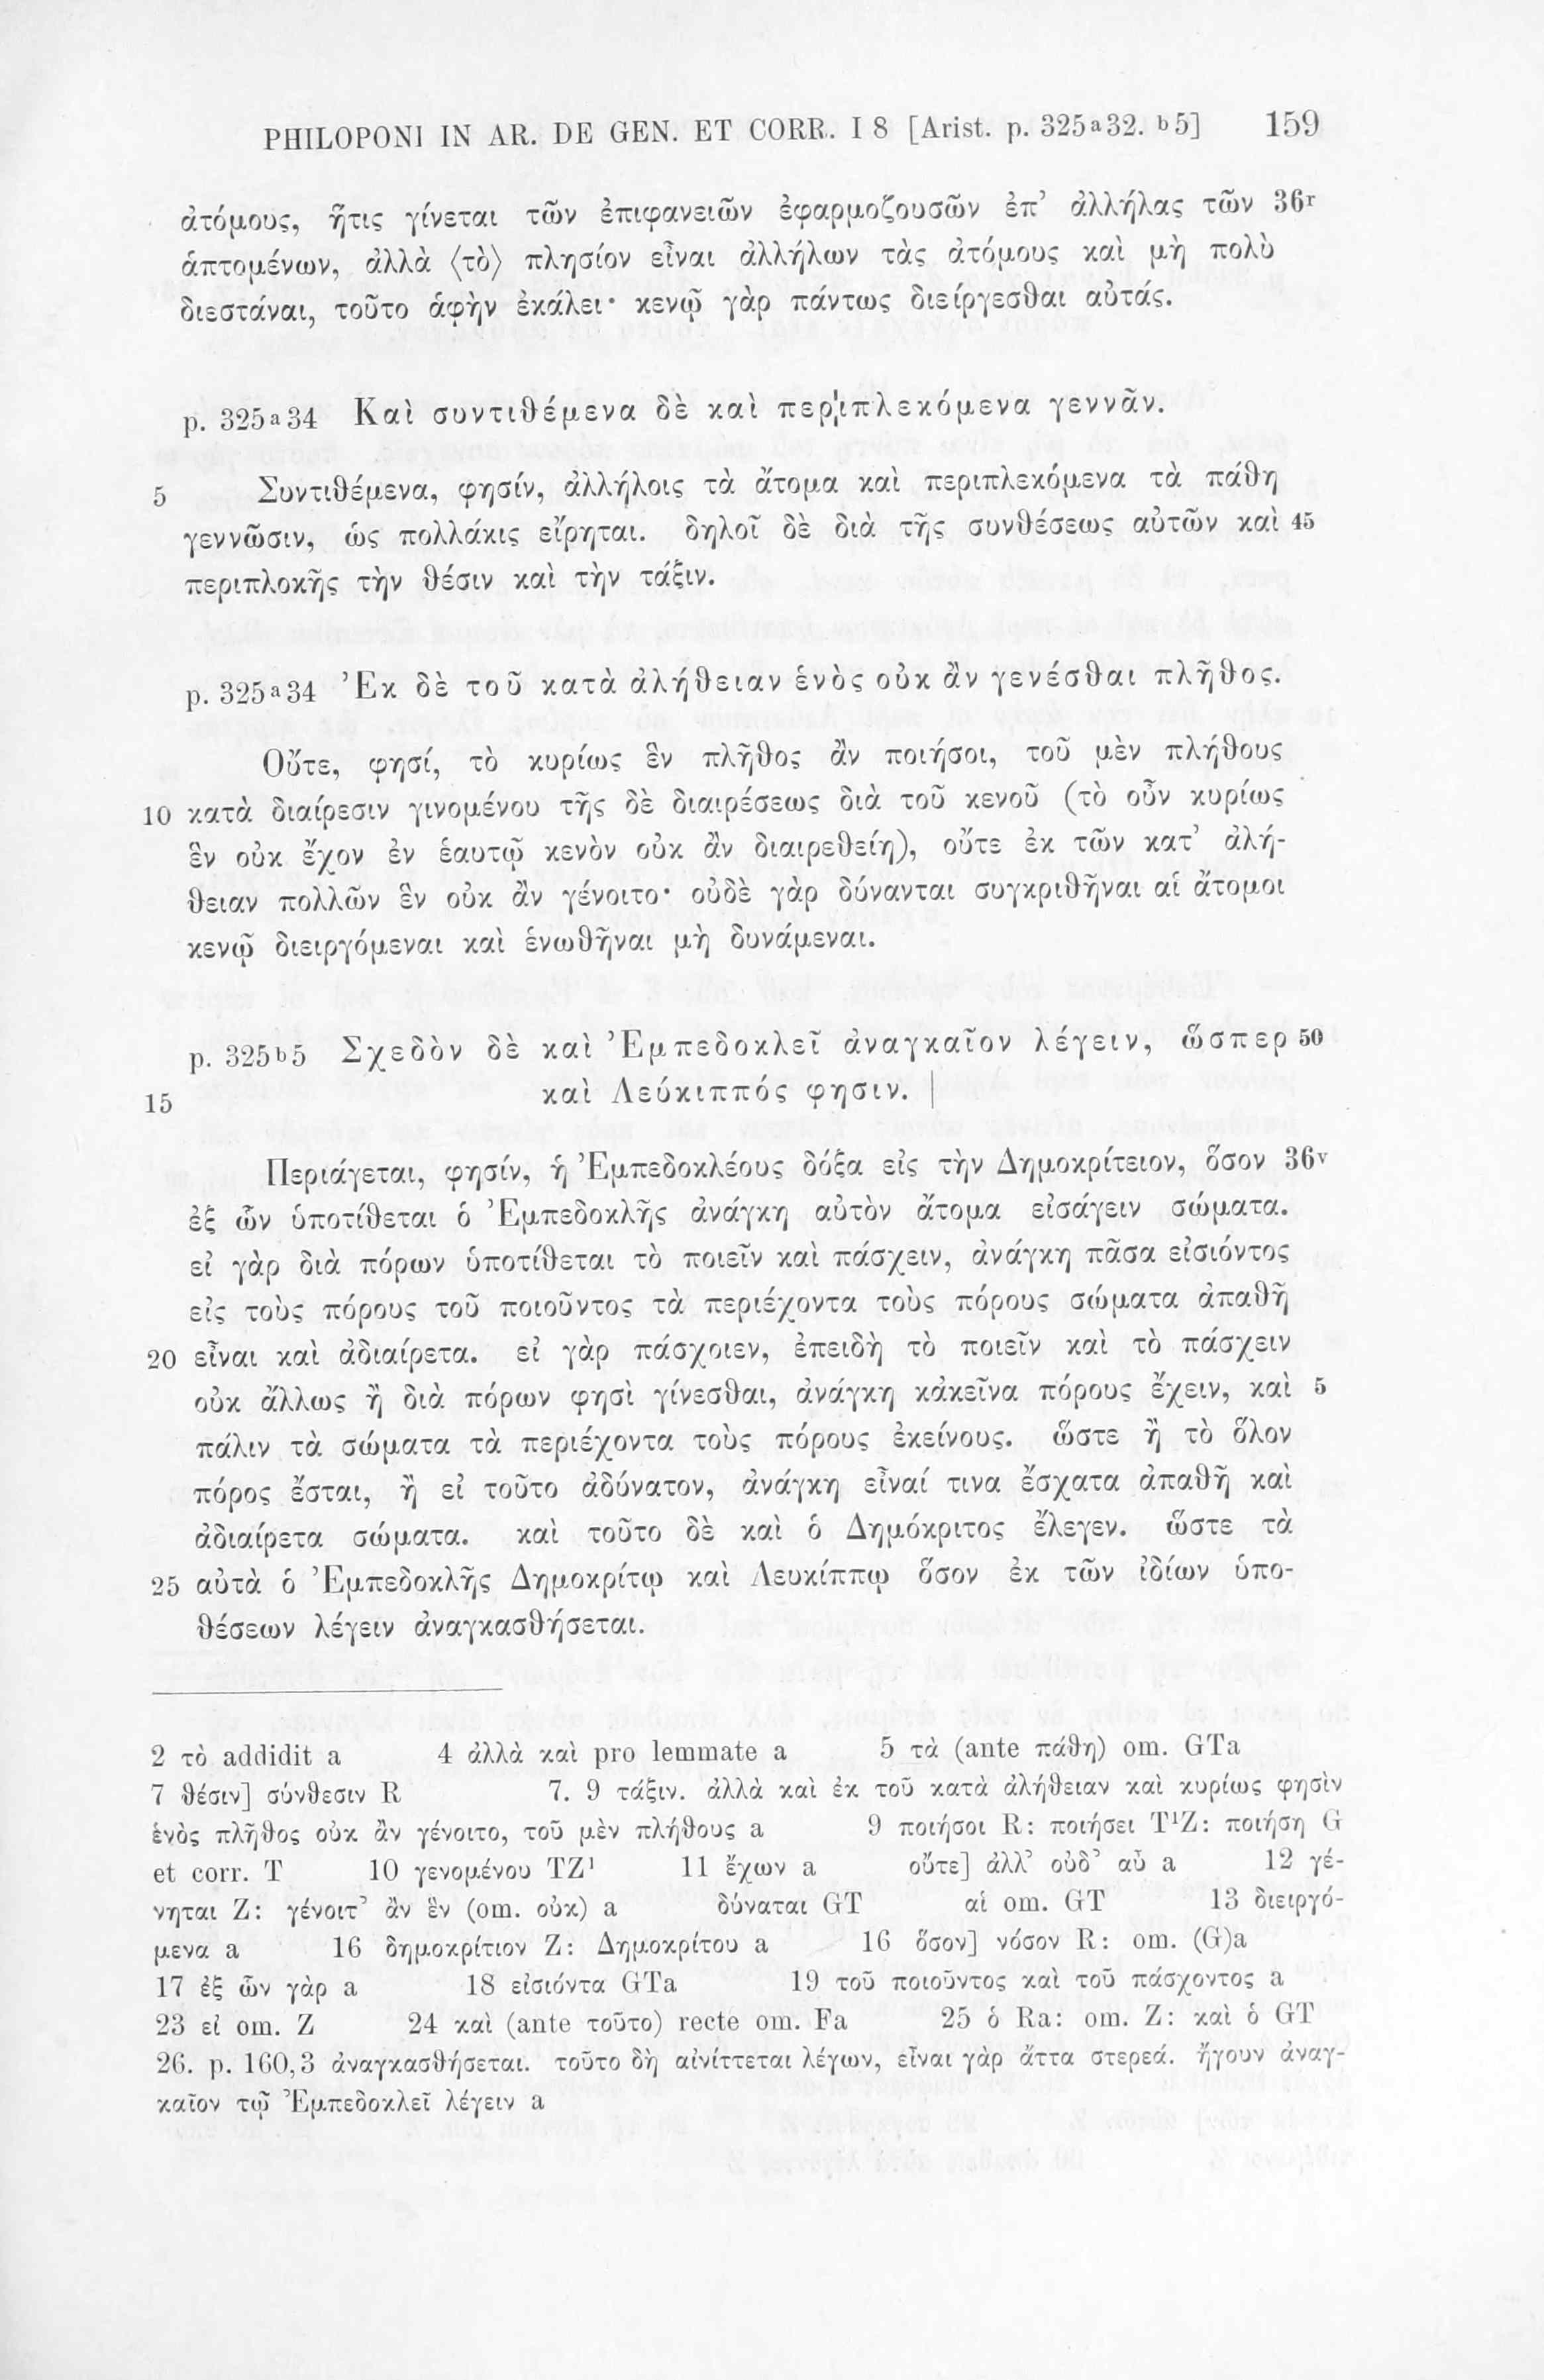 PHILOPONI IN AR. DE GEN. ET CORR. I 8 [Arist. p. 325ᵃ32. ᵇ5] 159
ἀτόμους, ἥτις γίνεται τῶν ἐπιφανειῶν ἐφαρμοζουσῶν ἐπ’ ἀλλήλας τῶν 36ʳ
ἁπτομένων, ἀλλὰ ⟨τὸ⟩ πλησίον εἶναι ἀλλήλων τὰς ἀτόμους καὶ μὴ πολὺ
διεστάναι, τοῦτο ἁφὴν ἐκάλει· κενῷ γὰρ πάντως διείργεσθαι αὐτάς.
p. 325ᵃ34 Καὶ συντιθέμενα δὲ καὶ περιπλεκόμενα γεννᾶν.
5 Συντιθέμενα, φησίν, ἀλλήλοις τὰ ἄτομα καὶ περιπλεκόμενα τὰ πάθη
γεννῶσιν, ὡς πολλάκις εἴρηται. δηλοῖ δὲ διὰ τῆς συνθέσεως αὐτῶν καὶ 45
περιπλοκῆς τὴν θέσιν καὶ τὴν τάξιν.
p. 325ᵃ34 Ἐκ δὲ τοῦ κατὰ ἀλήθειαν ἑνὸς οὐκ ἂν γενέσθαι πλῆθος.
Οὔτε, φησί, τὸ κυρίως ἓν πλῆθος ἂν ποιήσοι, τοῦ μὲν πλήθους
10 κατὰ διαίρεσιν γινομένου τῆς δὲ διαιρέσεως διὰ τοῦ κενοῦ (τὸ οὖν κυρίως
ἓν οὐκ ἔχον ἐν ἑαυτῷ κενὸν οὐκ ἂν διαιρεθείη), οὔτε ἐκ τῶν κατ’ ἀλή-
θειαν πολλῶν ἓν οὐκ ἂν γένοιτο· οὐδὲ γὰρ δύνανται συγκριθῆναι αἱ ἄτομοι
κενῷ διειργόμεναι καὶ ἑνωθῆναι μὴ δυνάμεναι.
p. 325ᵇ5 Σχεδὸν δὲ καὶ Ἐμπεδοκλεῖ ἀναγκαῖον λέγειν, ὥσπερ 50
15 καὶ Λεύκιππός φησιν. |
Περιάγεται, φησίν, ἡ Ἐμπεδοκλέους δόξα εἰς τὴν Δημοκρίτειον, ὅσον 36ᵛ
ἐξ ὧν ὑποτίθεται ὁ Ἐμπεδοκλῆς ἀνάγκη αὐτὸν ἄτομα εἰσάγειν σώματα.
εἰ γὰρ διὰ πόρων ὑποτίθεται τὸ ποιεῖν καὶ πάσχειν, ἀνάγκη πᾶσα εἰσιόντος
εἰς τοὺς πόρους τοῦ ποιοῦντος τὰ περιέχοντα τοὺς πόρους σώματα ἀπαθῆ
20 εἶναι καὶ ἀδιαίρετα. εἰ γὰρ πάσχοιεν, ἐπειδὴ τὸ ποιεῖν καὶ τὸ πάσχειν
οὐκ ἄλλως ἢ διὰ πόρων φησὶ γίνεσθαι, ἀνάγκη κἀκεῖνα πόρους ἔχειν, καὶ 5
πάλιν τὰ σώματα τὰ περιέχοντα τοὺς πόρους ἐκείνους. ὥστε ἢ τὸ ὅλον
πόρος ἔσται, ἢ εἰ τοῦτο ἀδύνατον, ἀνάγκη εἶναί τινα ἔσχατα ἀπαθῆ καὶ
ἀδιαίρετα σώματα. καὶ τοῦτο δὲ καὶ ὁ Δημόκριτος ἔλεγεν. ὥστε τὰ
25 αὐτὰ ὁ Ἐμπεδοκλῆς Δημοκρίτῳ καὶ Λευκίππῳ ὅσον ἐκ τῶν ἰδίων ὑπο-
θέσεων λέγειν ἀναγκασθήσεται.
2 τὸ addidit a 4 ἀλλὰ καὶ pro lemmate a 5 τὰ (ante πάθη) om. GTa
7 θέσιν] σύνθεσιν R 7. 9 τάξιν. ἀλλὰ καὶ ἐκ τοῦ κατὰ ἀλήθειαν καὶ κυρίως φησὶν
ἑνὸς πλῆθος οὐκ ἂν γένοιτο, τοῦ μὲν πλήθους a 9 ποιήσοι R: ποιήσει T¹Z: ποιήση G
et corr. T 10 γενομένου TZ¹ 11 ἔχων a οὔτε] ἀλλ’ οὐδ’ αὖ a 12 γέ-
νηται Z: γένοιτ’ ἂν ἓν (om. οὐκ) a δύναται GT αἱ om. GT 13 διειργό-
μενα a 16 δημοκρίτιον Z: Δημοκρίτου a 16 ὅσον] νόσον R: om. (G)a
17 ἐξ ὧν γὰρ a 18 εἰσιόντα GTa 19 τοῦ ποιοῦντος καὶ τοῦ πάσχοντος a
23 εἰ om. Z 24 καὶ (ante τοῦτο) recte om. Fa 25 ὁ Ra: om. Z: καὶ ὁ GT
26. p. 160,3 ἀναγκασθήσεται. τοῦτο δὴ αἰνίττεται λέγων, εἶναι γὰρ ἄττα στερεά. ἤγουν ἀναγ-
καῖον τῷ Ἐμπεδοκλεῖ λέγειν a